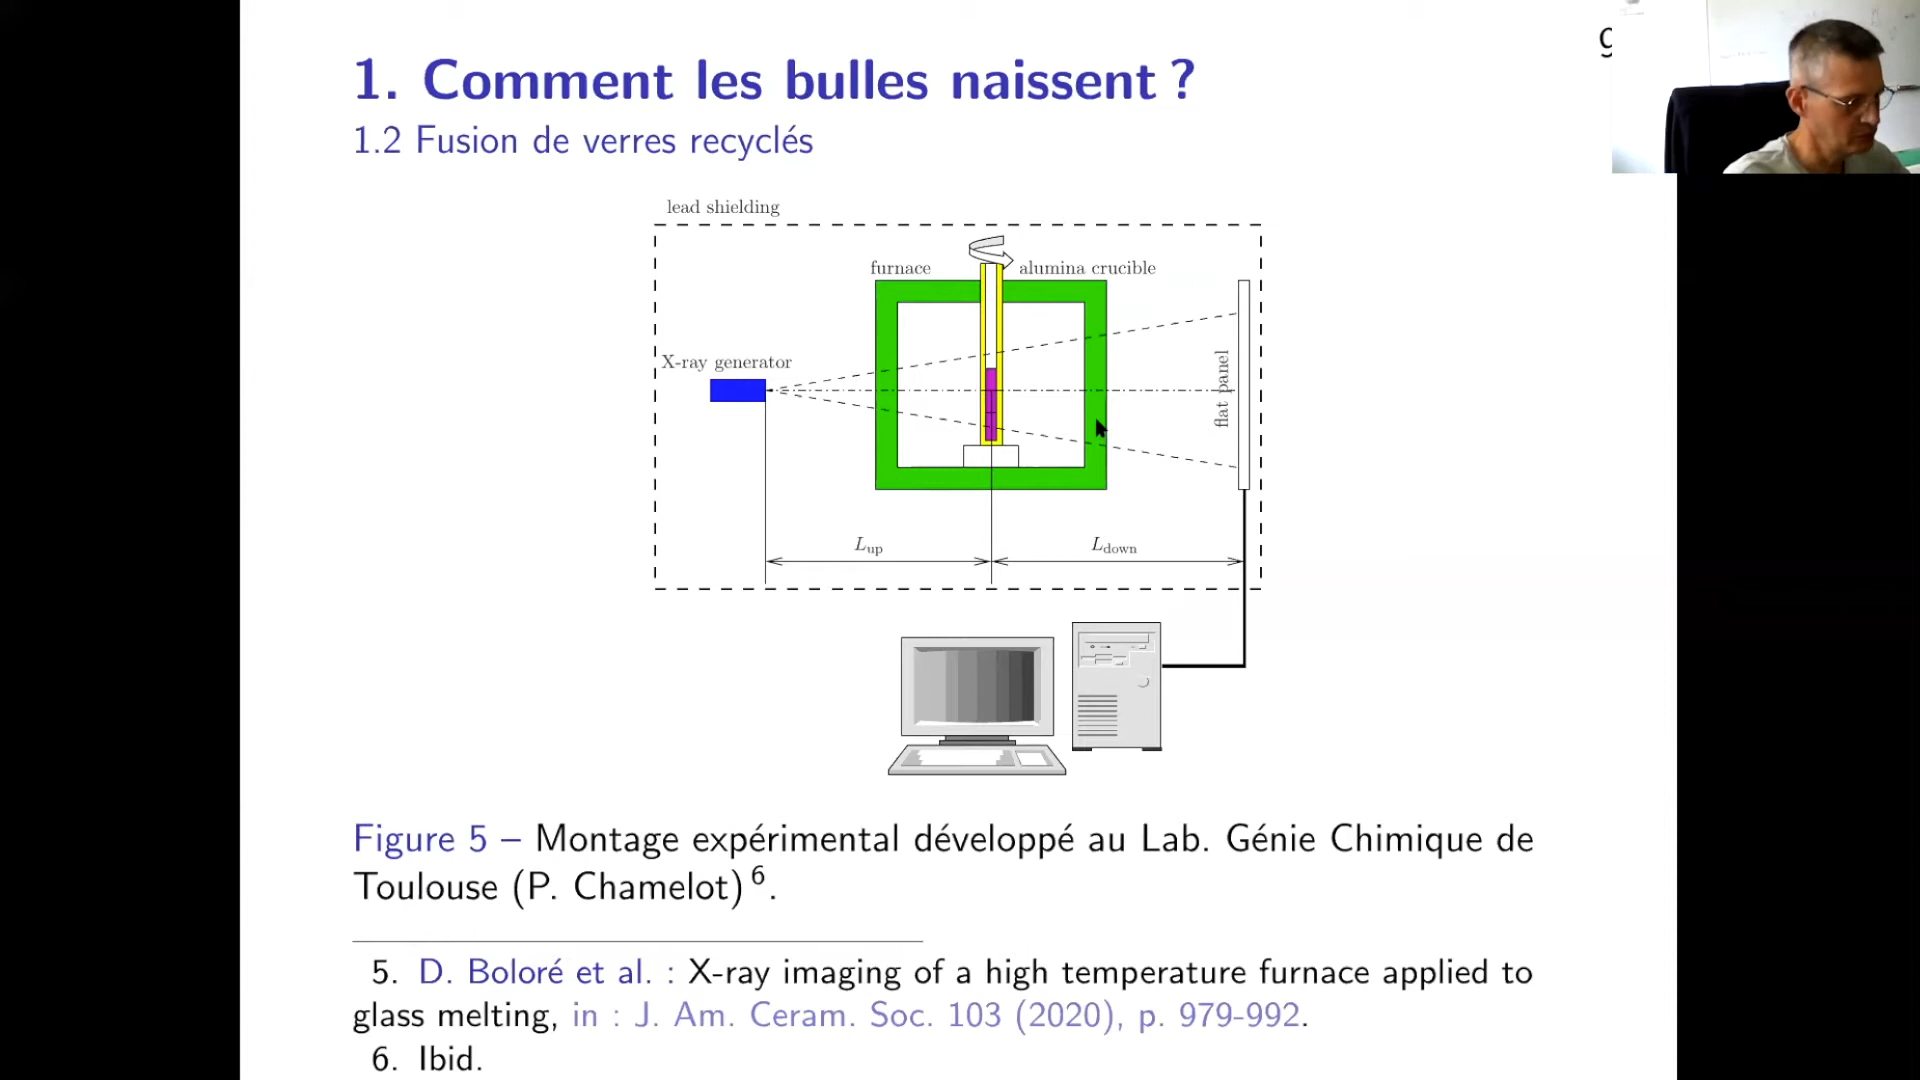 1. Comment les bulles naissent ?
1.2 Fusion de verres recyclés
lead shielding
furnace
alumina crucible
X-ray generator
flat panel
Lup
Ldown
Figure 5 – Montage expérimental développé au Lab. Génie Chimique de
Toulouse (P. Chamelot)⁶.
5. D. Boloré et al. : X-ray imaging of a high temperature furnace applied to
glass melting, in : J. Am. Ceram. Soc. 103 (2020), p. 979-992.
6. Ibid.